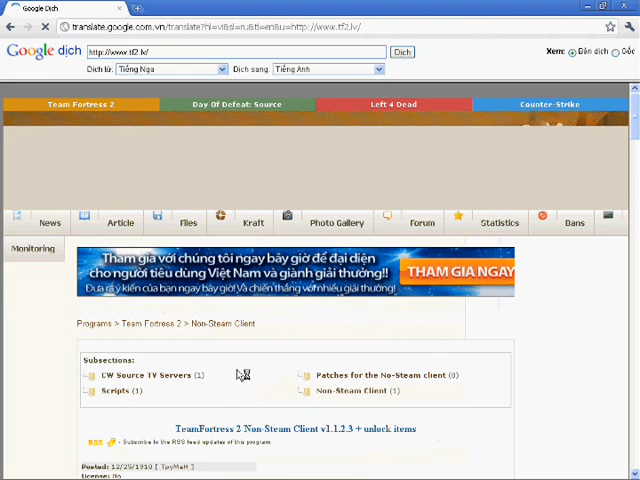 Google Dịch
translate.google.com.vn/translate?hl=vi&sl=ru&tl=en&u=http://www.tf2.lv/
Google dịch
http://www.tf2.lv/
Dịch
Xem:
Bản dịch
Gốc
Dịch từ:
Tiếng Nga
Dịch sang:
Tiếng Anh
Team Fortress 2
Day Of Defeat: Source
Left 4 Dead
Counter-Strike
News
Article
Files
Kraft
Photo Gallery
Forum
Statistics
Bans
Monitoring
Tham gia với chúng tôi ngay bây giờ để đại diện
cho người tiêu dùng Việt Nam và giành giải thưởng!!
Đưa ra ý kiến của bạn ngay bây giờ! Và chiến thắng với nhiều giải thưởng!
THAM GIA NGAY
Programs > Team Fortress 2 > Non-Steam Client
Subsections:
CW Source TV Servers (1)
Patches for the No-Steam client (8)
Scripts (1)
Non-Steam Client (1)
TeamFortress 2 Non-Steam Client v1.1.2.3 + unlock items
RSS - Subscribe to the RSS feed updates of this program
Posted: 12/25/1910 [ TpyMaH ]
License: No